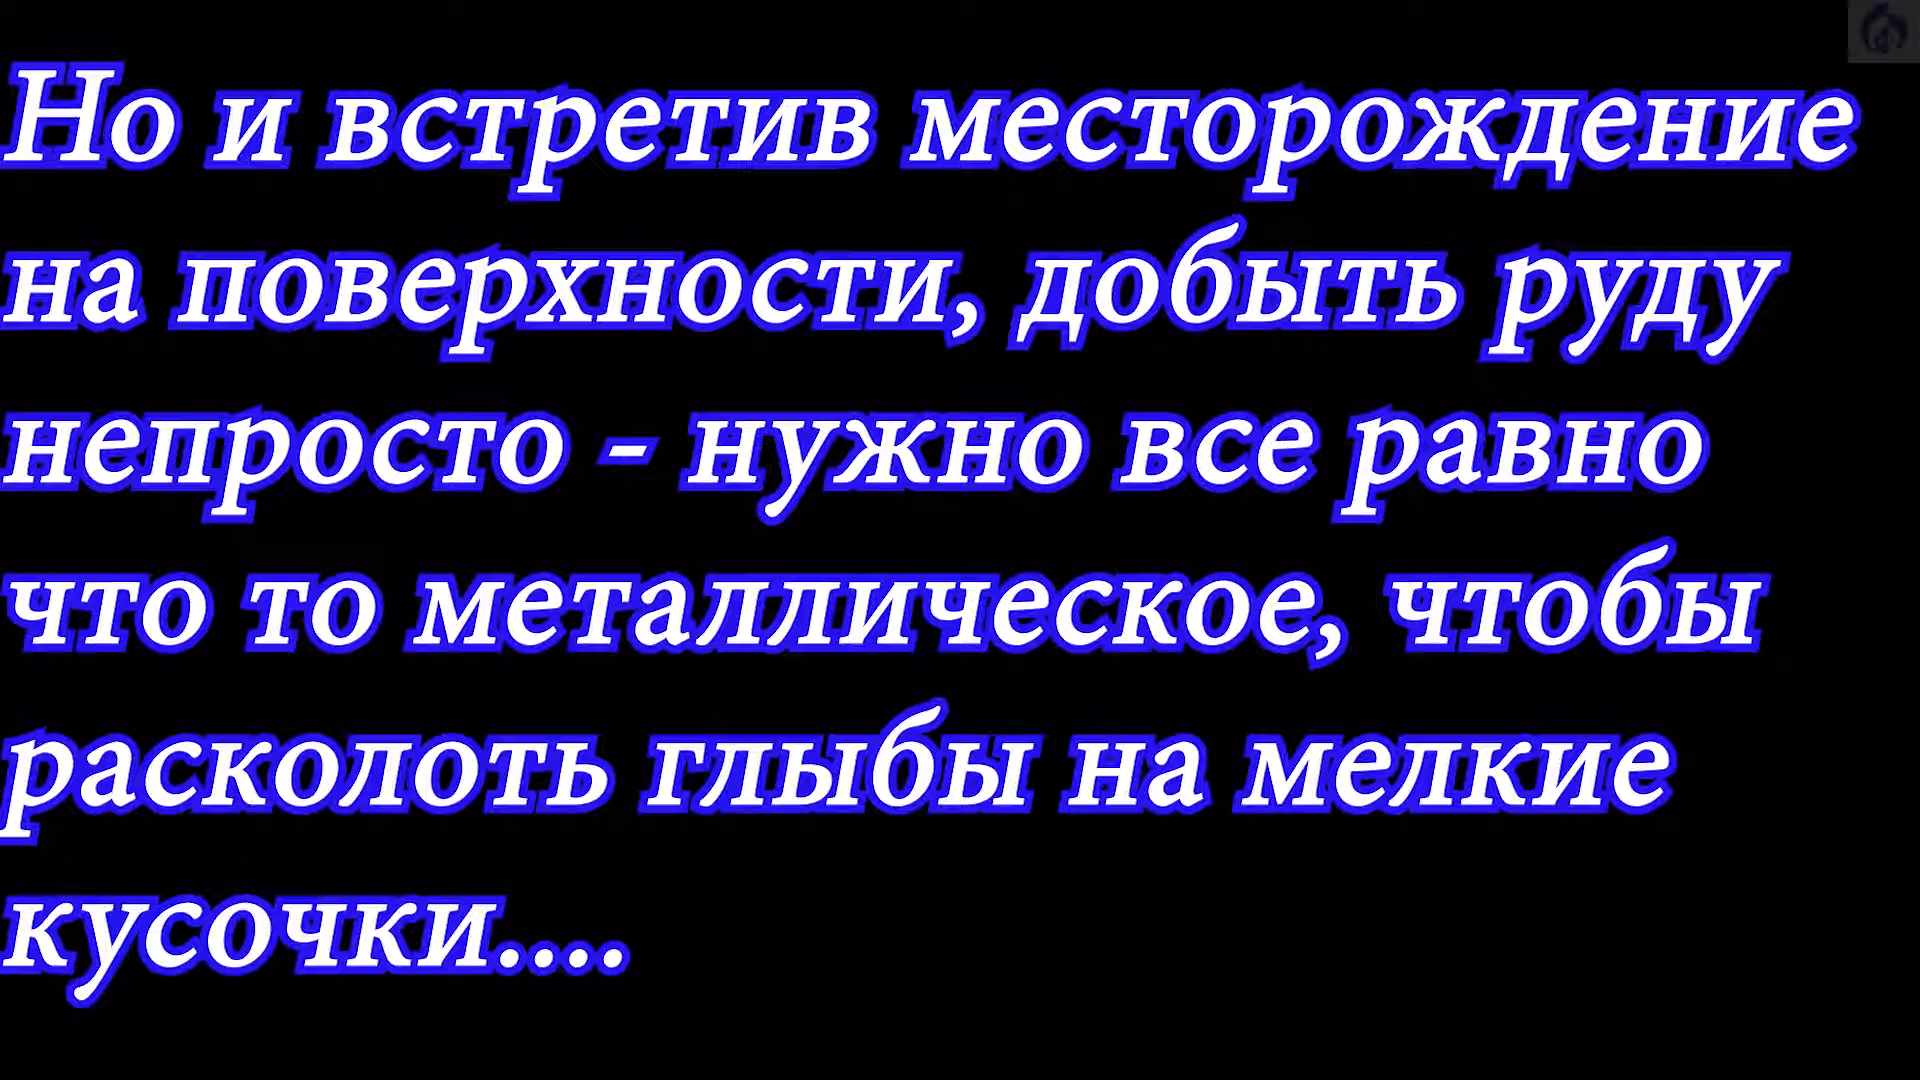 Но и встретив месторождение
на поверхности, добыть руду
непросто - нужно все равно
что то металлическое, чтобы
расколоть глыбы на мелкие
кусочки....